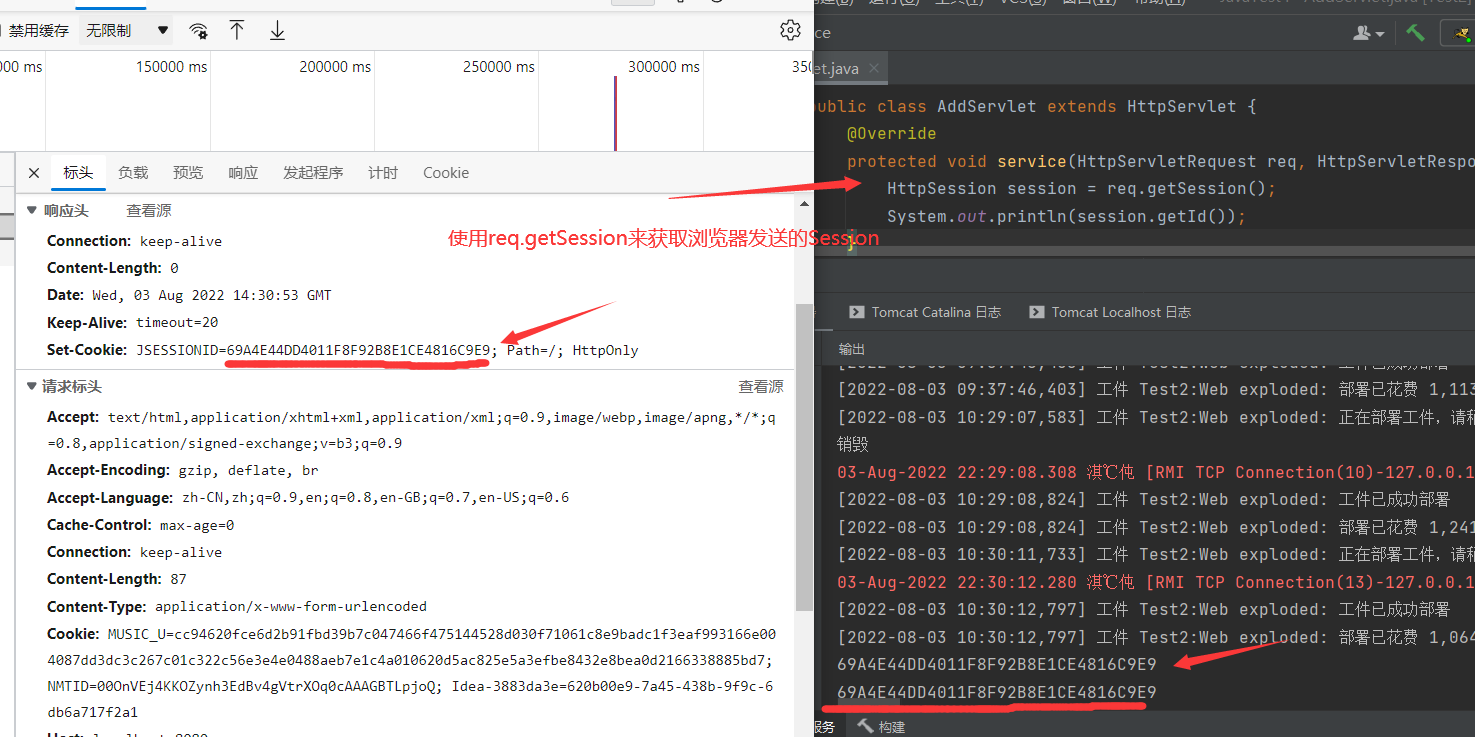 禁用缓存 无限制
000 ms 150000 ms 200000 ms 250000 ms 300000 ms 350
标头 负载 预览 响应 发起程序 计时 Cookie
响应头 查看源
Connection: keep-alive
Content-Length: 0
Date: Wed, 03 Aug 2022 14:30:53 GMT
Keep-Alive: timeout=20
Set-Cookie: JSESSIONID=69A4E44DD4011F8F92B8E1CE4816C9E9; Path=/; HttpOnly
使用req.getSession来获取浏览器发送的Session
请求标头 查看源
Accept: text/html,application/xhtml+xml,application/xml;q=0.9,image/webp,image/apng,*/*;q
=0.8,application/signed-exchange;v=b3;q=0.9
Accept-Encoding: gzip, deflate, br
Accept-Language: zh-CN,zh;q=0.9,en;q=0.8,en-GB;q=0.7,en-US;q=0.6
Cache-Control: max-age=0
Connection: keep-alive
Content-Length: 87
Content-Type: application/x-www-form-urlencoded
Cookie: MUSIC_U=cc94620fce6d2b91fbd39b7c047466f475144528d030f71061c8e9badc1f3eaf993166e00
4087dd3dc3c267c01c322c56e3e4e0488aeb7e1c4a010620d5ac825e5a3efbe8432e8bea0d2166338885bd7;
NMTID=00OnVEj4KKOZynh3EdBv4gVtrXOq0cAAAGBTLpjoQ; Idea-3883da3e=620b00e9-7a45-438b-9f9c-6
db6a717f2a1
ce
et.java
public class AddServlet extends HttpServlet {
@Override
protected void service(HttpServletRequest req, HttpServletRespo
HttpSession session = req.getSession();
System.out.println(session.getId());
}
Tomcat Catalina 日志 Tomcat Localhost 日志
输出
[2022-08-03 09:37:46,403] 工件 Test2:Web exploded: 部署已花费 1,113
[2022-08-03 10:29:07,583] 工件 Test2:Web exploded: 正在部署工件，请稍
销毁
03-Aug-2022 22:29:08.308 淇℃伅 [RMI TCP Connection(10)-127.0.0.1
[2022-08-03 10:29:08,824] 工件 Test2:Web exploded: 工件已成功部署
[2022-08-03 10:29:08,824] 工件 Test2:Web exploded: 部署已花费 1,241
[2022-08-03 10:30:11,733] 工件 Test2:Web exploded: 正在部署工件，请稍
03-Aug-2022 22:30:12.280 淇℃伅 [RMI TCP Connection(13)-127.0.0.1
[2022-08-03 10:30:12,797] 工件 Test2:Web exploded: 工件已成功部署
[2022-08-03 10:30:12,797] 工件 Test2:Web exploded: 部署已花费 1,064
69A4E44DD4011F8F92B8E1CE4816C9E9
69A4E44DD4011F8F92B8E1CE4816C9E9
服务 构建